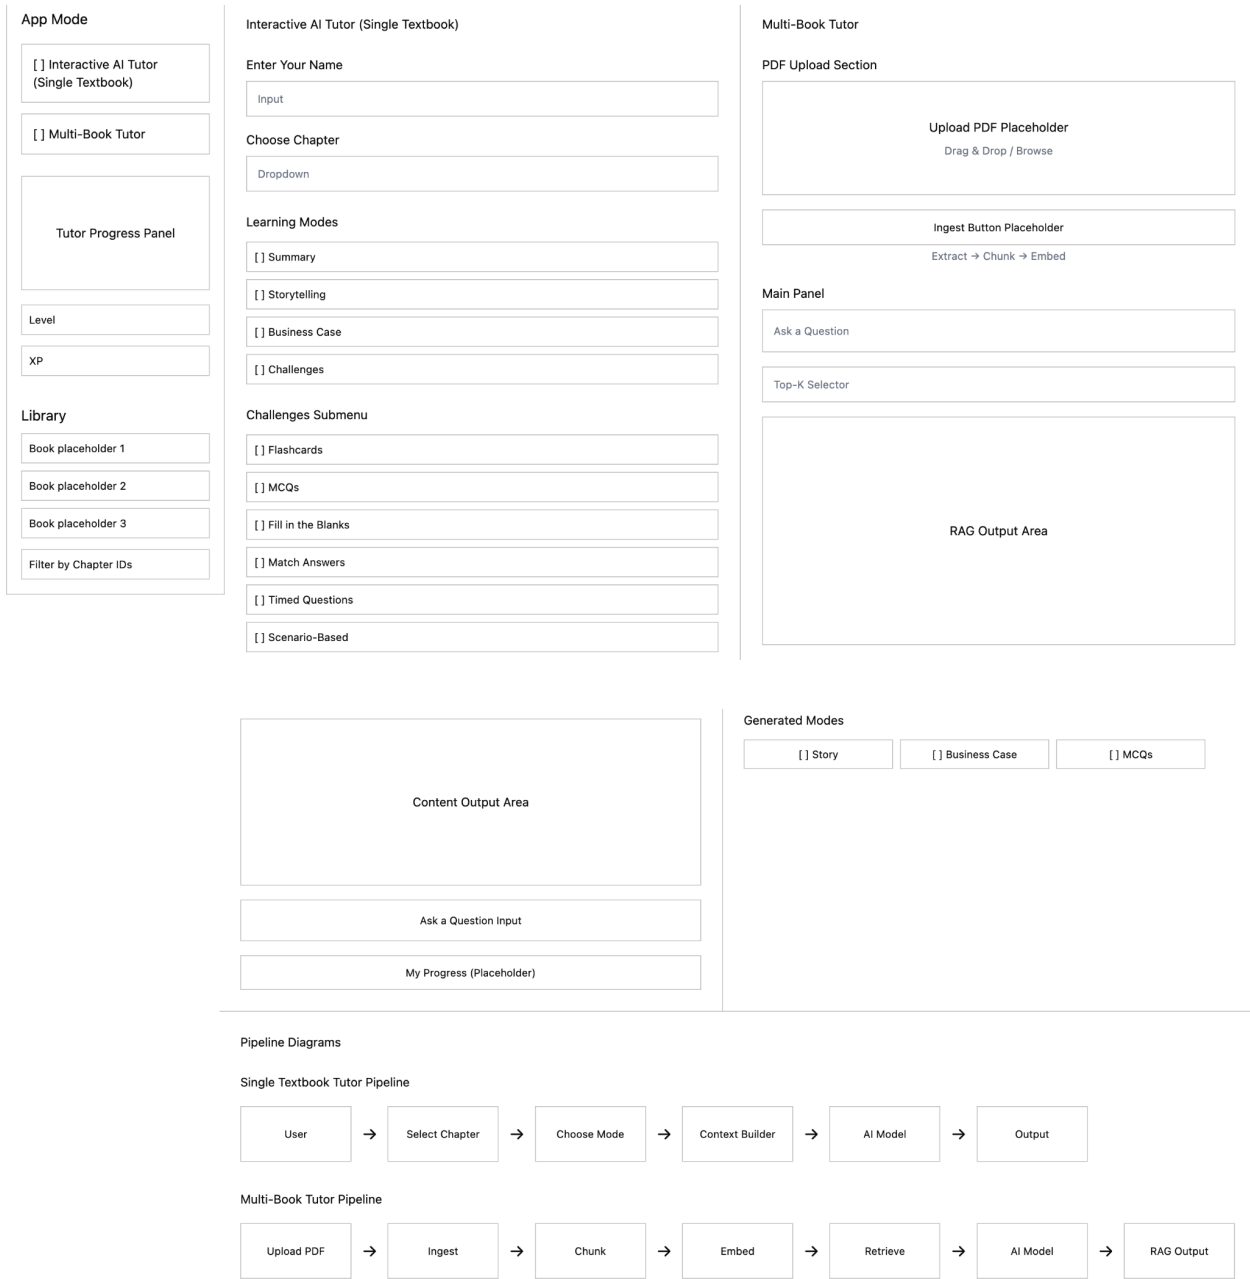 App Mode
[ ] Interactive AI Tutor
(Single Textbook)
[ ] Multi-Book Tutor
Tutor Progress Panel
Level
XP
Library
Book placeholder 1
Book placeholder 2
Book placeholder 3
Filter by Chapter IDs
Interactive AI Tutor (Single Textbook)
Enter Your Name
Input
Choose Chapter
Dropdown
Learning Modes
[ ] Summary
[ ] Storytelling
[ ] Business Case
[ ] Challenges
Challenges Submenu
[ ] Flashcards
[ ] MCQs
[ ] Fill in the Blanks
[ ] Match Answers
[ ] Timed Questions
[ ] Scenario-Based
Multi-Book Tutor
PDF Upload Section
Upload PDF Placeholder
Drag & Drop / Browse
Ingest Button Placeholder
Extract → Chunk → Embed
Main Panel
Ask a Question
Top-K Selector
RAG Output Area
Content Output Area
Ask a Question Input
My Progress (Placeholder)
Generated Modes
[ ] Story
[ ] Business Case
[ ] MCQs
Pipeline Diagrams
Single Textbook Tutor Pipeline
User → Select Chapter → Choose Mode → Context Builder → AI Model → Output
Multi-Book Tutor Pipeline
Upload PDF → Ingest → Chunk → Embed → Retrieve → AI Model → RAG Output